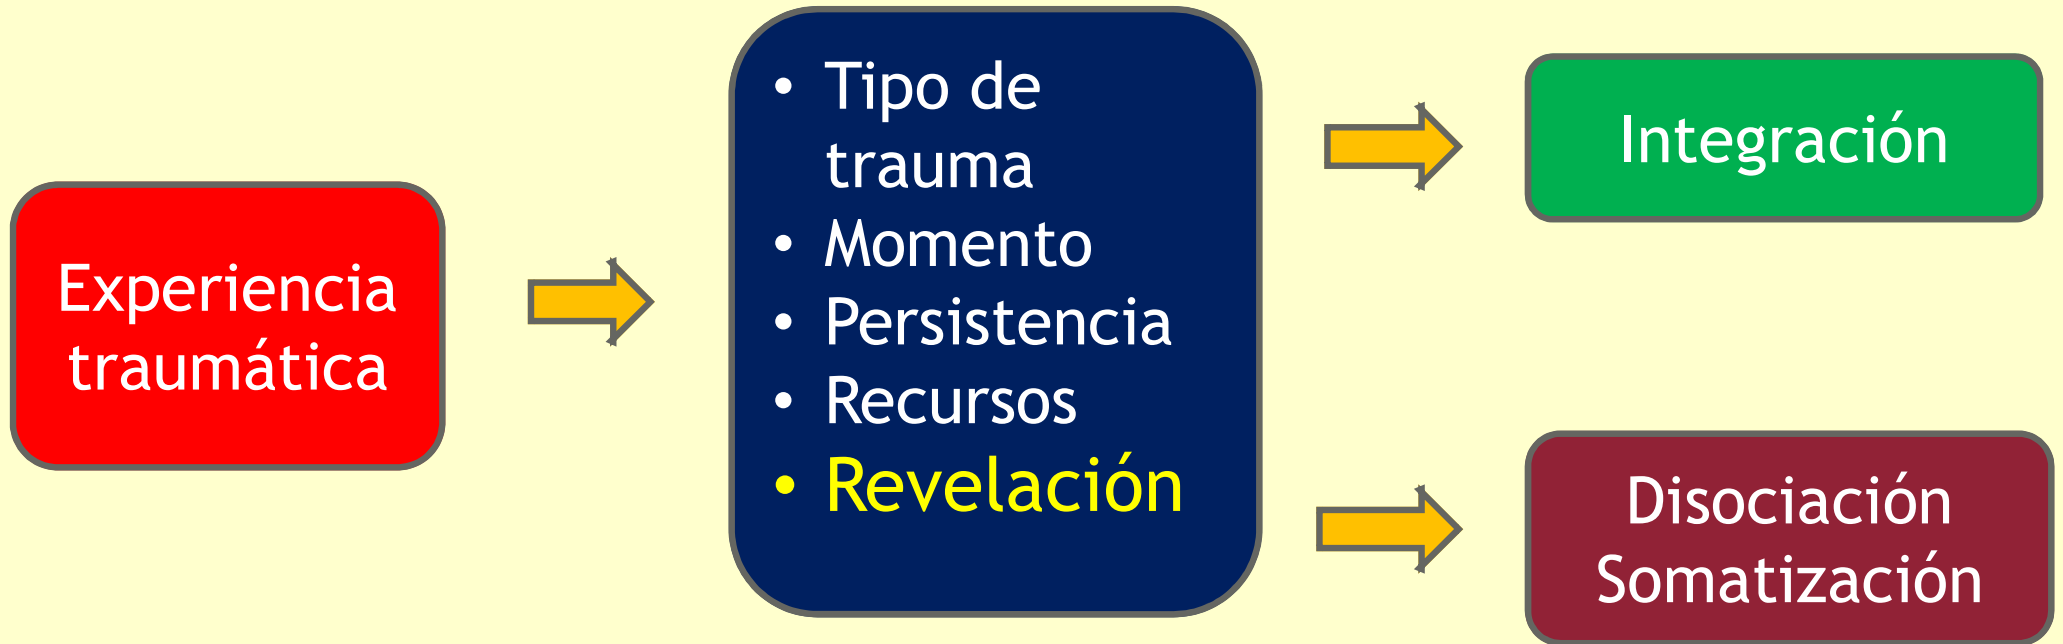 Experiencia
traumática
• Tipo de
trauma
• Momento
• Persistencia
• Recursos
• Revelación
Integración
Disociación
Somatización